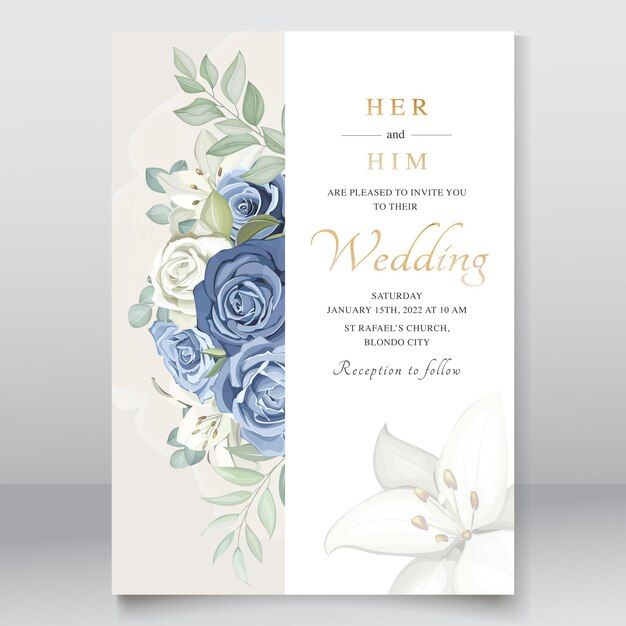 HER
and
HIM
ARE PLEASED TO INVITE YOU
TO THEIR
Wedding
SATURDAY
JANUARY 15TH, 2022 AT 10 AM
ST RAFAEL'S CHURCH,
BLONDO CITY
Reception to follow